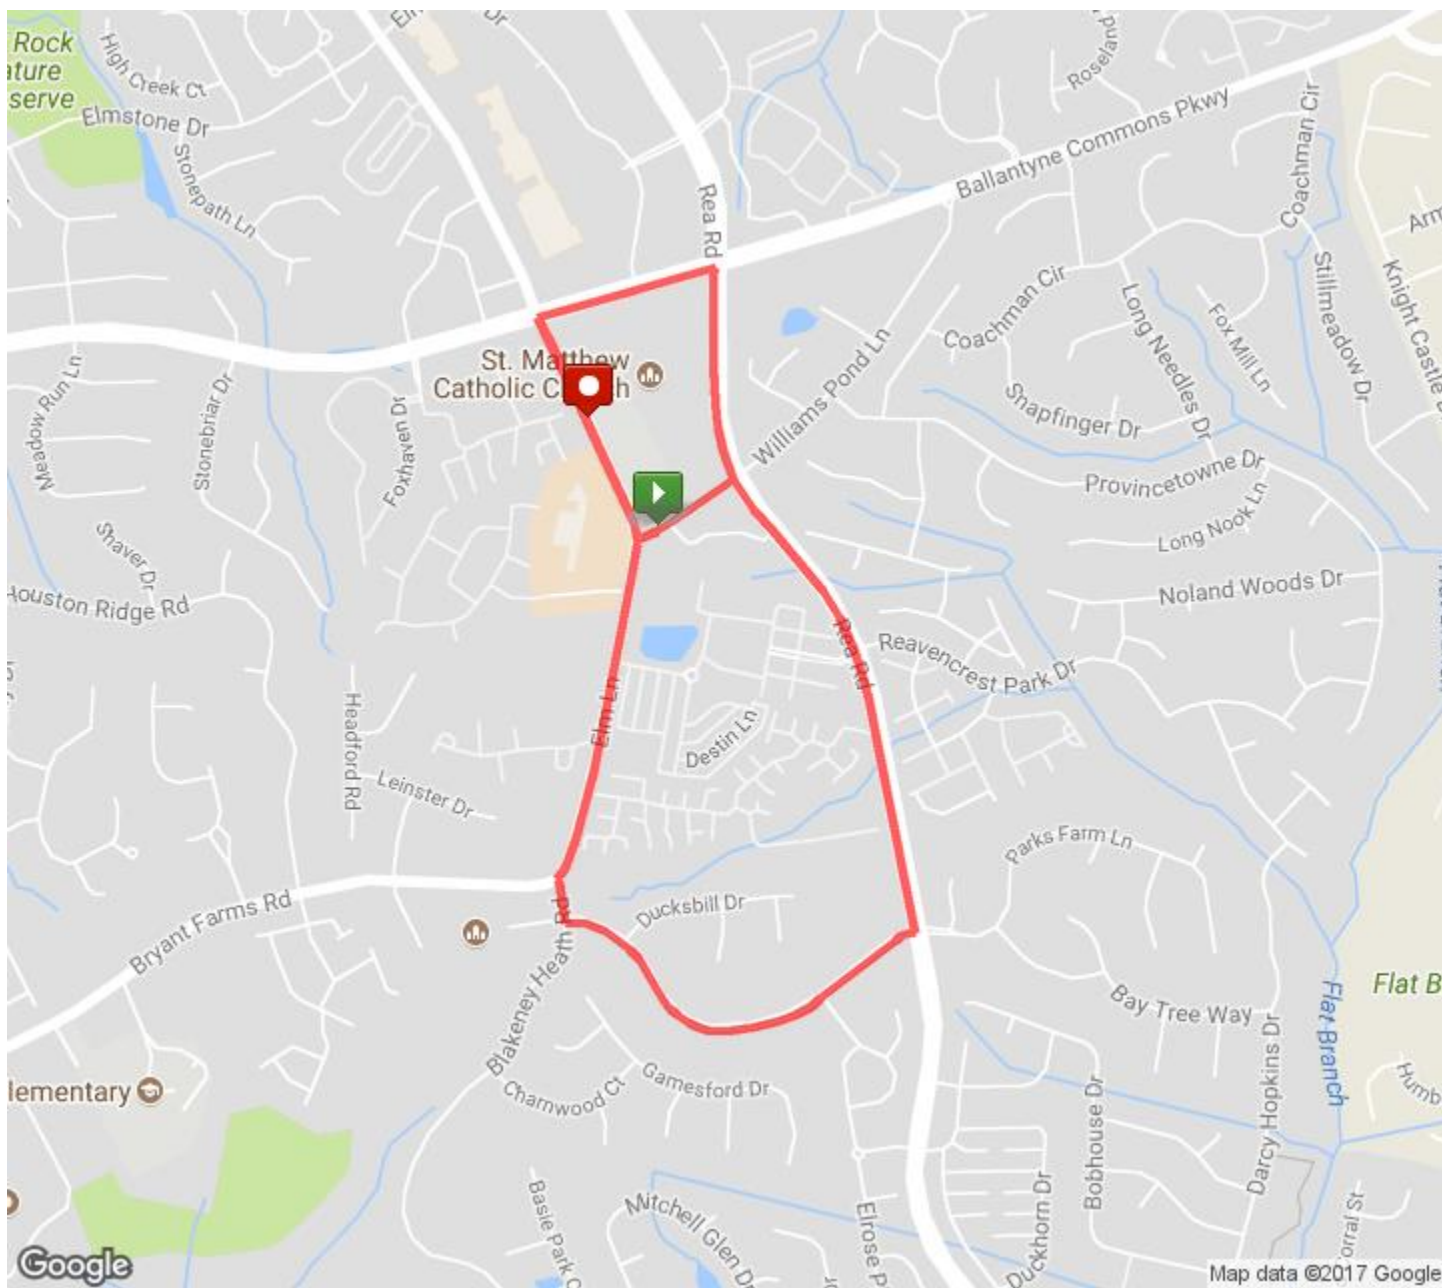 Rock
ature
serve
High Creek Ct
Elmstone Dr
Stonepath Ln
Dr
Rea Rd
Ballantyne Commons Pkwy
Coachman Cir
Arm
Knight Castle
Stillmeadow Dr
Coachman Cir
Long Needles Dr
Fox Mill Ln
Williams Pond Ln
St. Matthew
Catholic
Meadow Run Ln
Stonebriar Dr
Foxhaven Dr
Snapfinger Dr
Provincetowne Dr
Long Nook Ln
Shaver Dr
Houston Ridge Rd
Noland Woods Dr
Rea Rd
Reavencrest Park Dr
Elm Ln
Headford Rd
Destin Ln
Leinster Dr
Parks Farm Ln
Bryant Farms Rd
Ducksbill Dr
Blakeney Heath Rd
Bay Tree Way
Flat B
Flat Branch
lementary
Charnwood Ct
Gamesford Dr
Bobhouse Dr
Darcy Hopkins Dr
Humb
Basie Park C
Mitchell Glen D
Elrose P
Duckhorn Dr
orral St
Google
Map data ©2017 Google